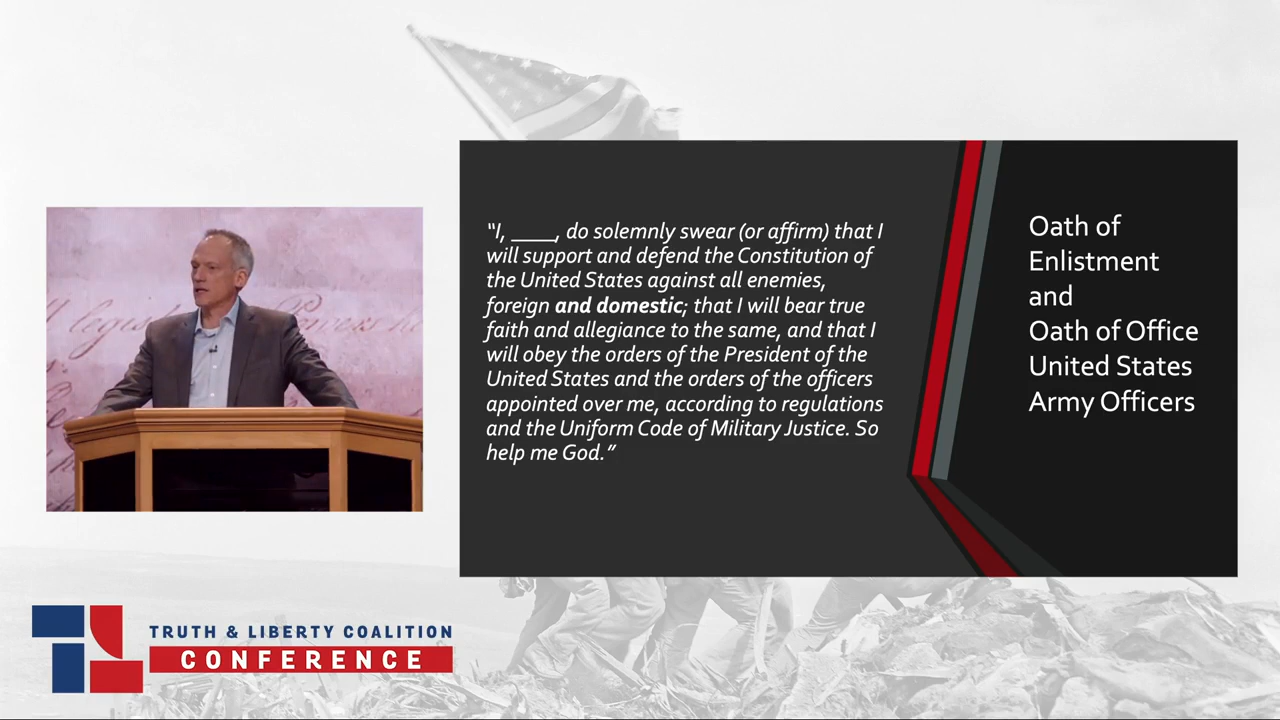 “I, ____, do solemnly swear (or affirm) that I
will support and defend the Constitution of
the United States against all enemies,
foreign and domestic; that I will bear true
faith and allegiance to the same, and that I
will obey the orders of the President of the
United States and the orders of the officers
appointed over me, according to regulations
and the Uniform Code of Military Justice. So
help me God.”
Oath of
Enlistment
and
Oath of Office
United States
Army Officers
TRUTH & LIBERTY COALITION
CONFERENCE